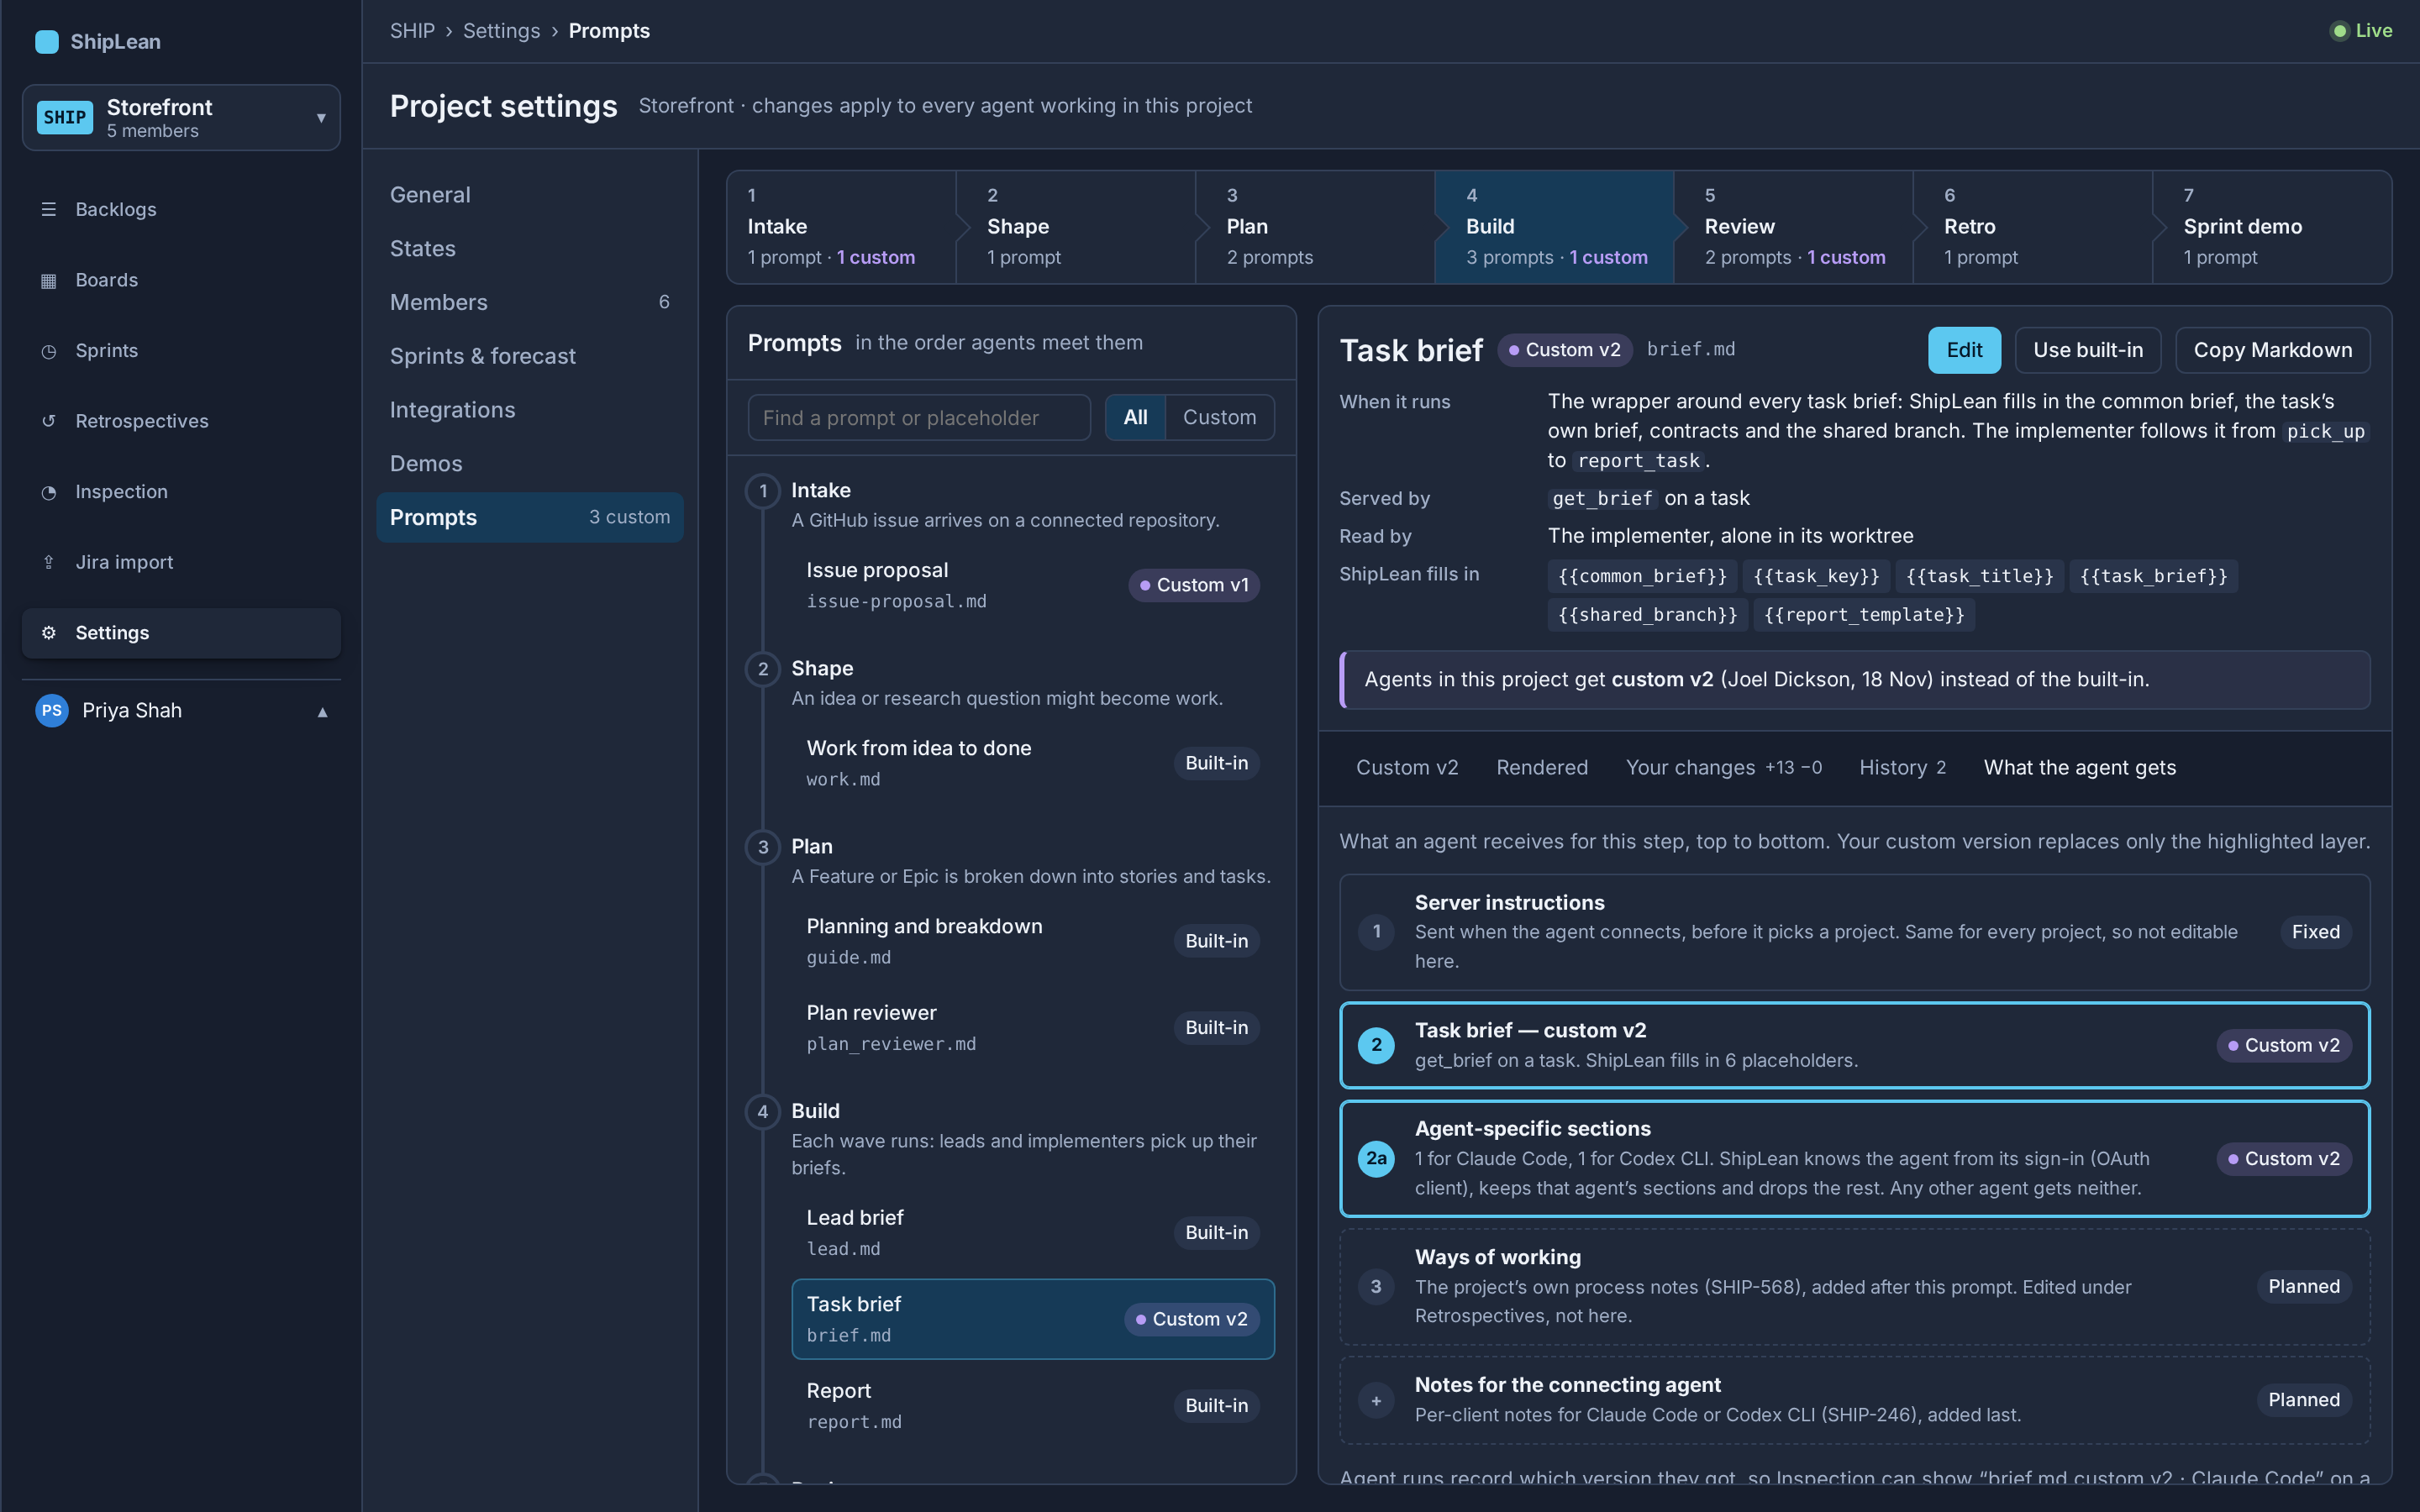 ShipLean
SHIP
Storefront
5 members
Backlogs
Boards
Sprints
Retrospectives
Inspection
Jira import
Settings
PS
Priya Shah
SHIP › Settings › Prompts
Live
Project settings
Storefront · changes apply to every agent working in this project
General
States
Members 6
Sprints & forecast
Integrations
Demos
Prompts 3 custom
1
Intake
1 prompt · 1 custom
2
Shape
1 prompt
3
Plan
2 prompts
4
Build
3 prompts · 1 custom
5
Review
2 prompts · 1 custom
6
Retro
1 prompt
7
Sprint demo
1 prompt
Prompts in the order agents meet them
Find a prompt or placeholder
All
Custom
1 Intake
A GitHub issue arrives on a connected repository.
Issue proposal
issue-proposal.md
Custom v1
2 Shape
An idea or research question might become work.
Work from idea to done
work.md
Built-in
3 Plan
A Feature or Epic is broken down into stories and tasks.
Planning and breakdown
guide.md
Built-in
Plan reviewer
plan_reviewer.md
Built-in
4 Build
Each wave runs: leads and implementers pick up their
briefs.
Lead brief
lead.md
Built-in
Task brief
brief.md
Custom v2
Report
report.md
Built-in
Task brief
Custom v2
brief.md
Edit
Use built-in
Copy Markdown
When it runs
The wrapper around every task brief: ShipLean fills in the common brief, the task’s
own brief, contracts and the shared branch. The implementer follows it from pick_up
to report_task.
Served by
get_brief on a task
Read by
The implementer, alone in its worktree
ShipLean fills in
{{common_brief}} {{task_key}} {{task_title}} {{task_brief}}
{{shared_branch}} {{report_template}}
Agents in this project get custom v2 (Joel Dickson, 18 Nov) instead of the built-in.
Custom v2
Rendered
Your changes +13 −0
History 2
What the agent gets
What an agent receives for this step, top to bottom. Your custom version replaces only the highlighted layer.
1
Server instructions
Sent when the agent connects, before it picks a project. Same for every project, so not editable
here.
Fixed
2
Task brief — custom v2
get_brief on a task. ShipLean fills in 6 placeholders.
Custom v2
2a
Agent-specific sections
1 for Claude Code, 1 for Codex CLI. ShipLean knows the agent from its sign-in (OAuth
client), keeps that agent’s sections and drops the rest. Any other agent gets neither.
Custom v2
3
Ways of working
The project’s own process notes (SHIP-568), added after this prompt. Edited under
Retrospectives, not here.
Planned
+
Notes for the connecting agent
Per-client notes for Claude Code or Codex CLI (SHIP-246), added last.
Planned
Agent runs record which version they got, so Inspection can show “brief.md custom v2 · Claude Code” on a